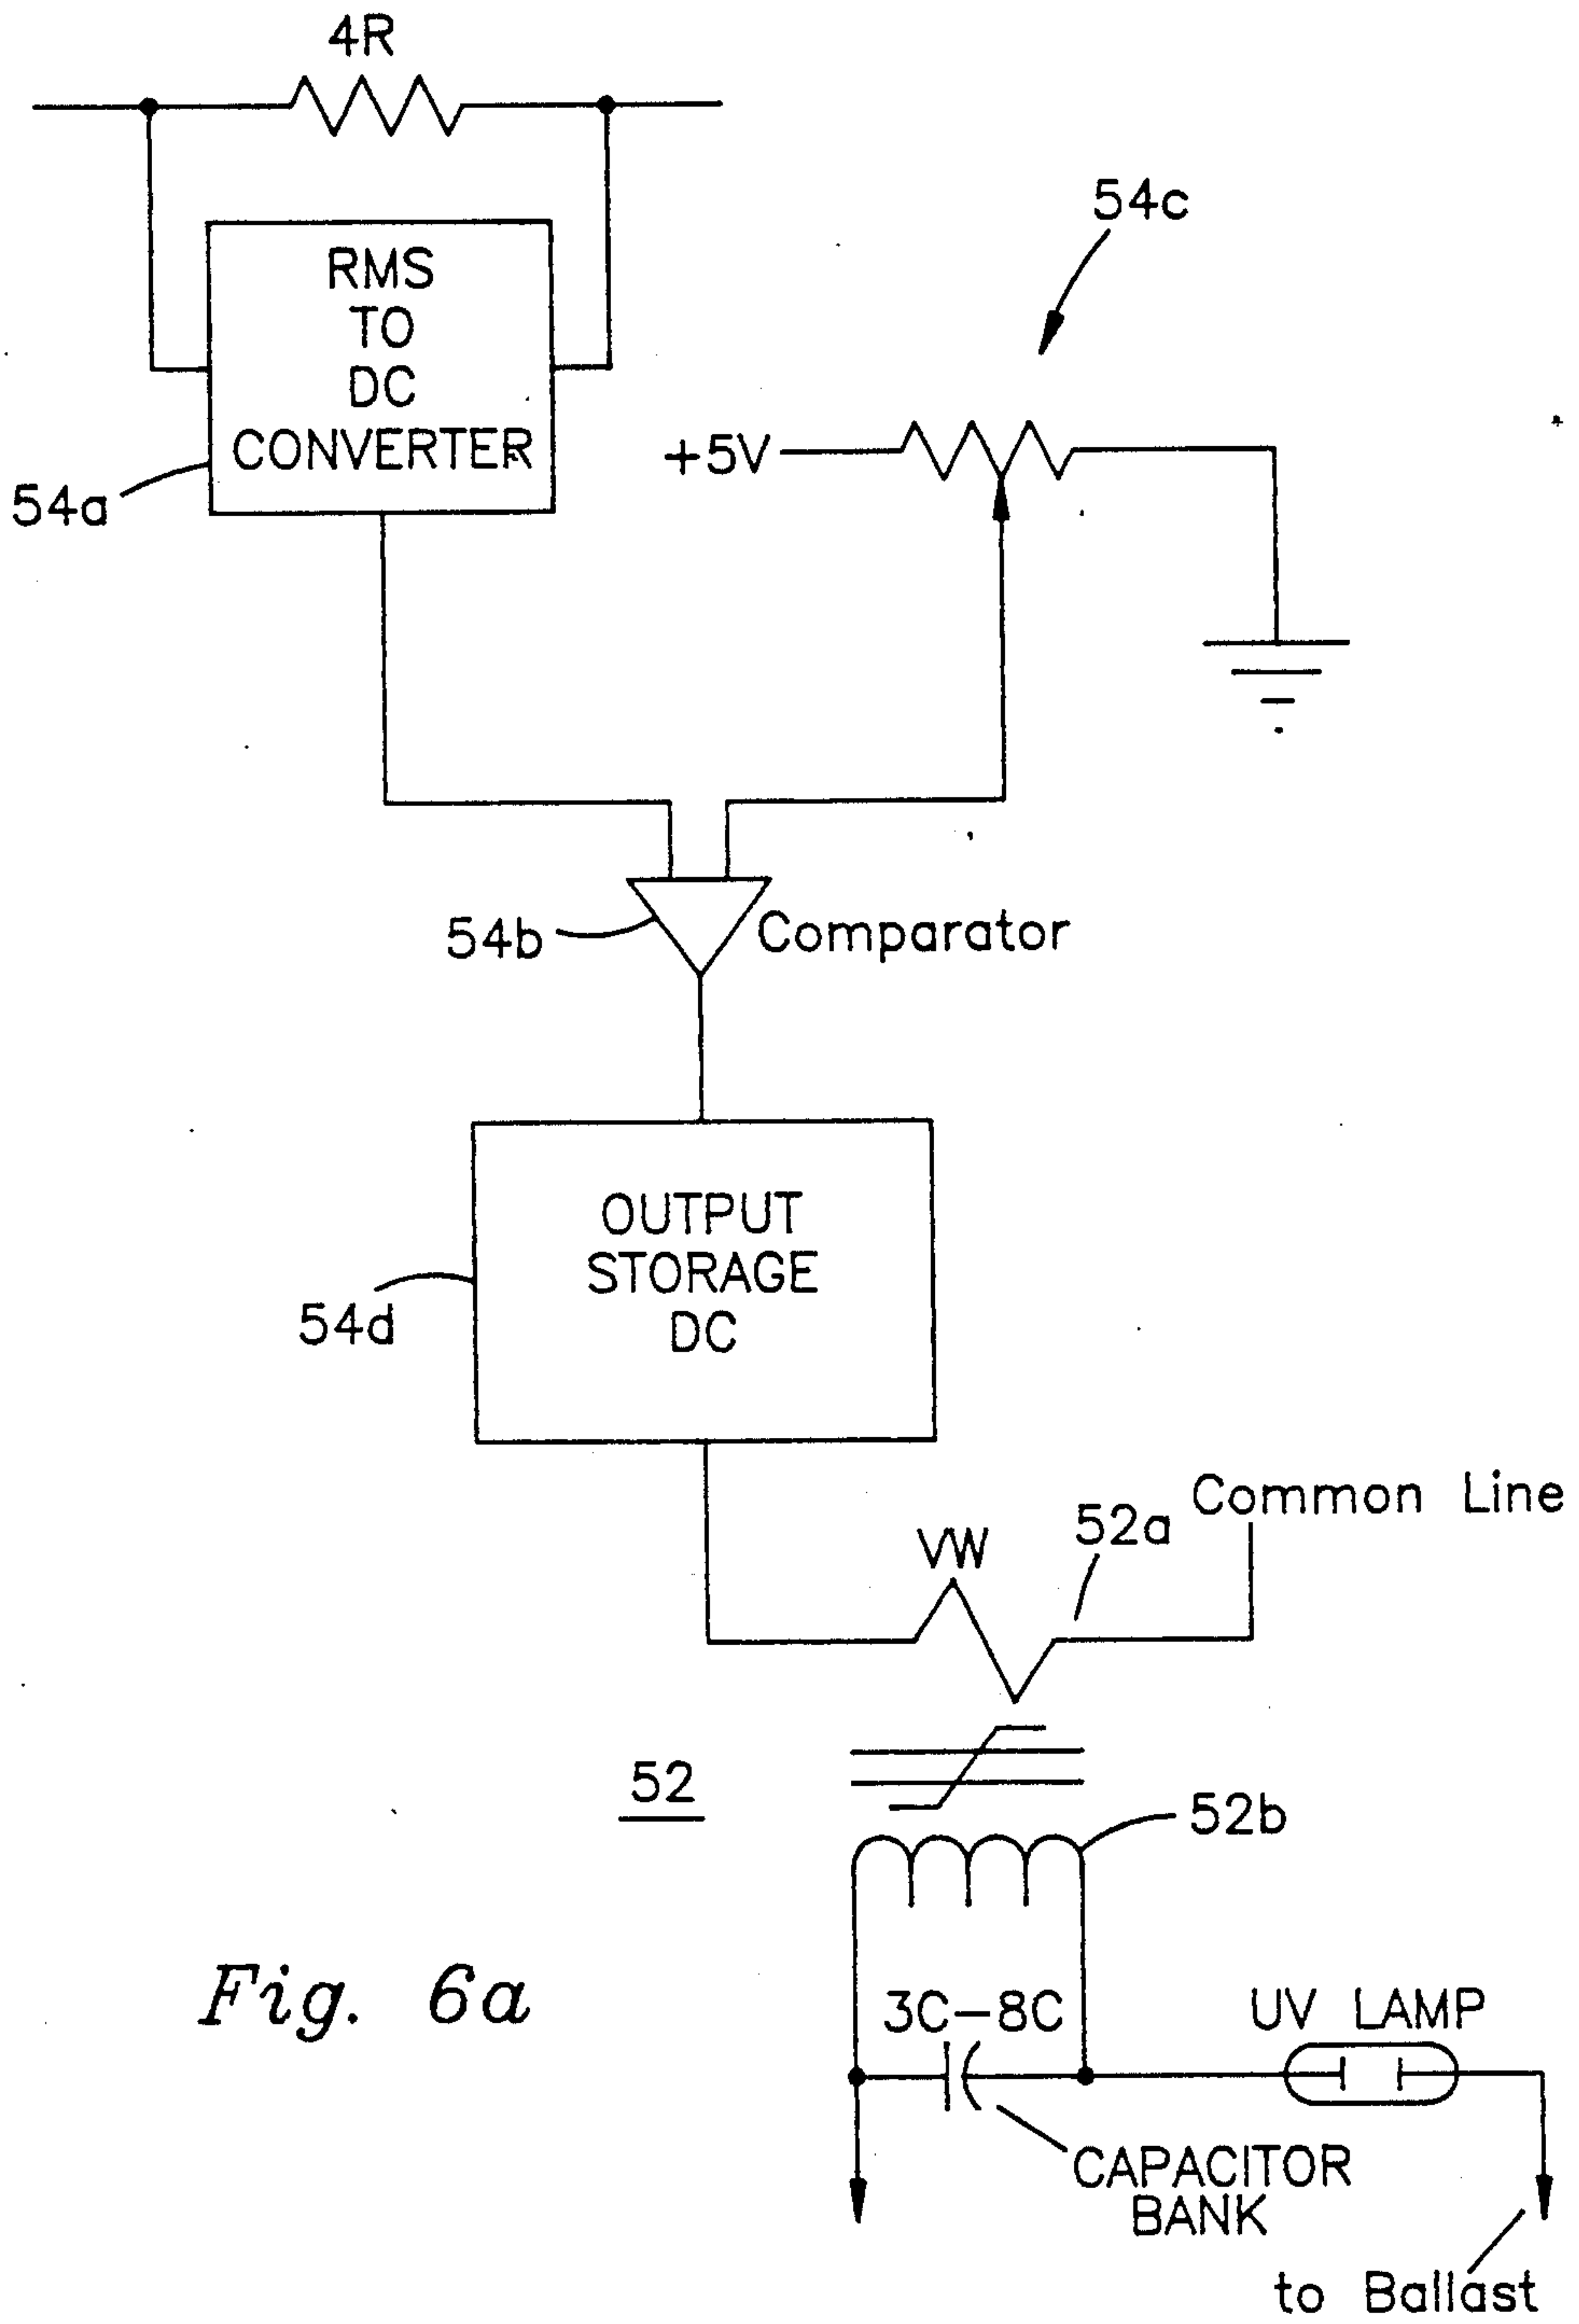 4R
54c
RMS
TO
DC
CONVERTER
54a
+5V
54b
Comparator
OUTPUT
STORAGE
DC
54d
Common Line
52a
VW
52
52b
Fig. 6a
3C-8C
UV LAMP
CAPACITOR
BANK
to Ballast